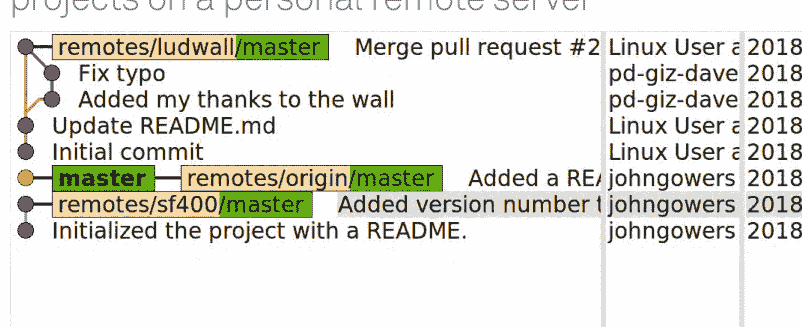 projects on a personal remote server
remotes/ludwall/master Merge pull request #2 Linux User a 2018
Fix typo pd-giz-dave 2018
Added my thanks to the wall pd-giz-dave 2018
Update README.md Linux User a 2018
Initial commit Linux User a 2018
master remotes/origin/master Added a REA johngowers 2018
remotes/sf400/master Added version number t johngowers 2018
Initialized the project with a README. johngowers 2018